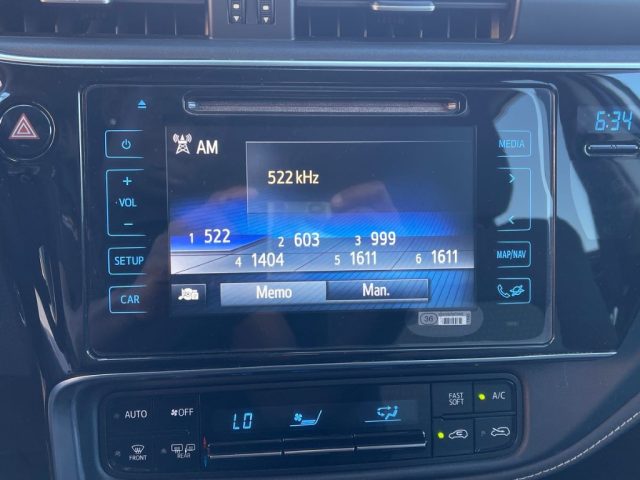 6:34
MEDIA
AM
522 kHz
+
VOL
−
1 522 2 603 3 999
4 1404 5 1611 6 1611
SETUP
MAP/NAV
CAR
Memo Man.
36
AUTO OFF
LO
FAST
SOFT
A/C
FRONT
REAR